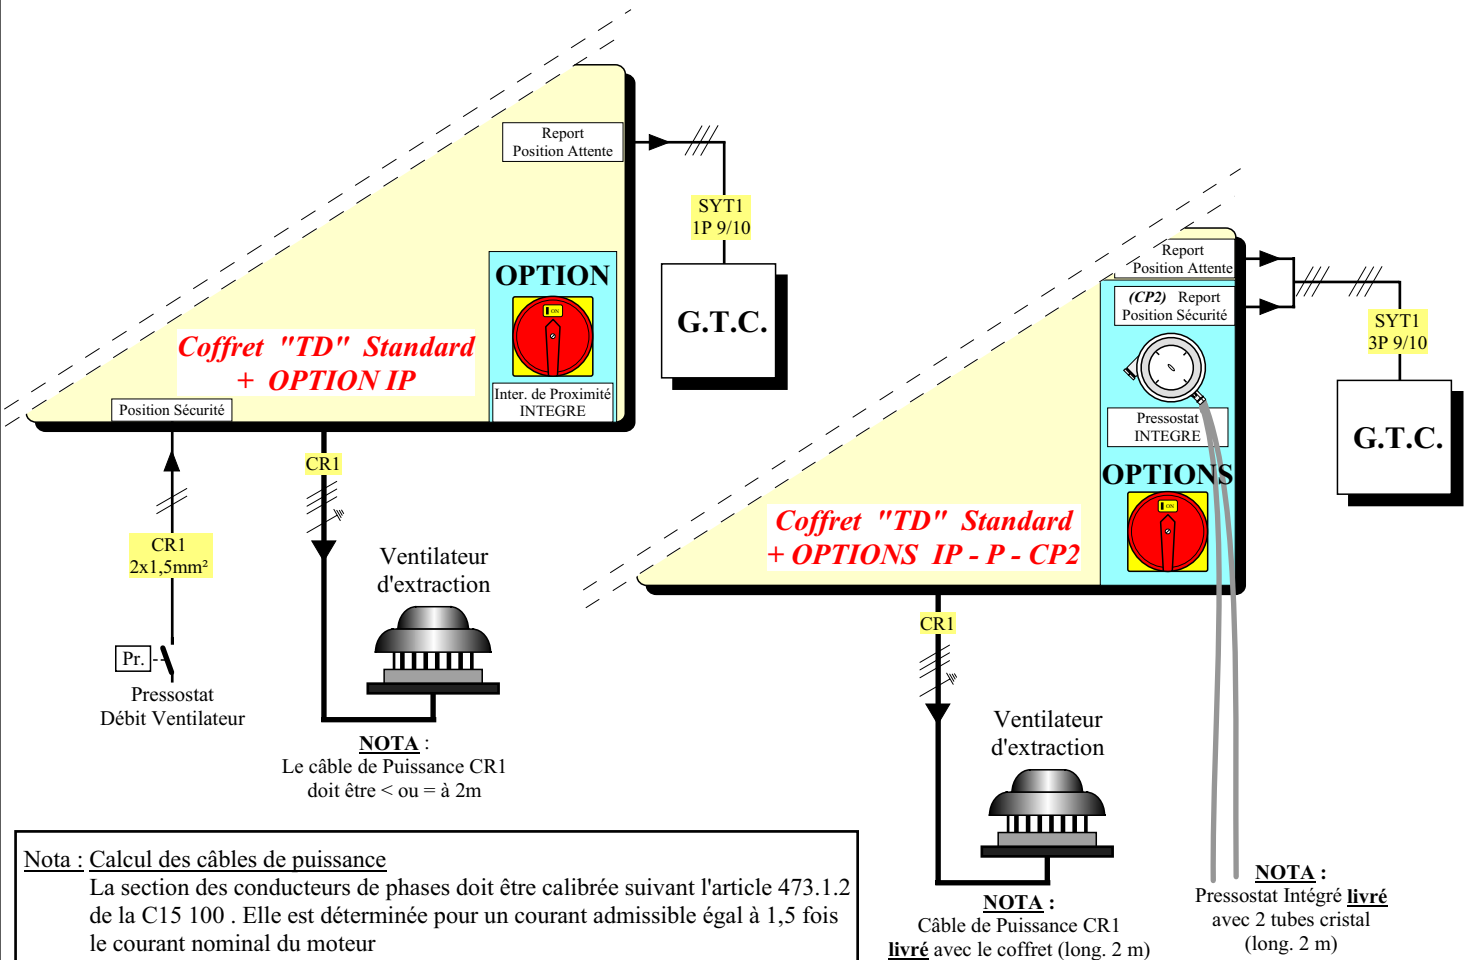 Report
Position Attente
SYT1
1P 9/10
G.T.C.
OPTION
ON
Inter. de Proximité
INTEGRE
Coffret "TD" Standard
+ OPTION IP
Position Sécurité
CR1
2x1,5mm²
Pr.
Pressostat
Débit Ventilateur
CR1
Ventilateur
d'extraction
NOTA :
Le câble de Puissance CR1
doit être < ou = à 2m
Report
Position Attente
(CP2) Report
Position Sécurité
SYT1
3P 9/10
G.T.C.
Pressostat
INTEGRE
OPTIONS
ON
Coffret "TD" Standard
+ OPTIONS IP - P - CP2
CR1
Ventilateur
d'extraction
NOTA :
Câble de Puissance CR1
livré avec le coffret (long. 2 m)
NOTA :
Pressostat Intégré livré
avec 2 tubes cristal
(long. 2 m)
Nota : Calcul des câbles de puissance
La section des conducteurs de phases doit être calibrée suivant l'article 473.1.2
de la C15 100 . Elle est déterminée pour un courant admissible égal à 1,5 fois
le courant nominal du moteur